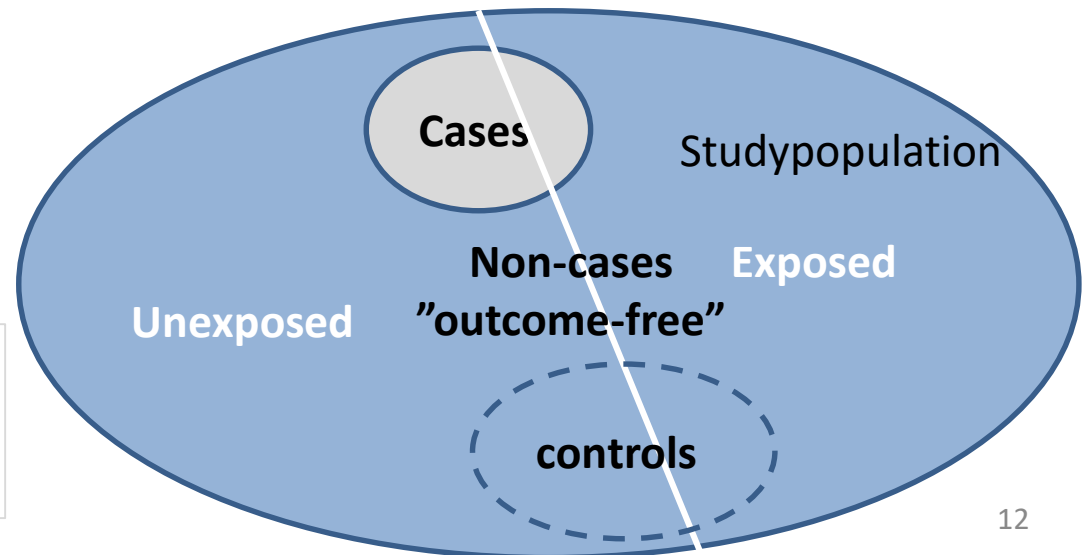 Cases
Studypopulation
Non-cases
Exposed
Unexposed
”outcome-free”
controls
12